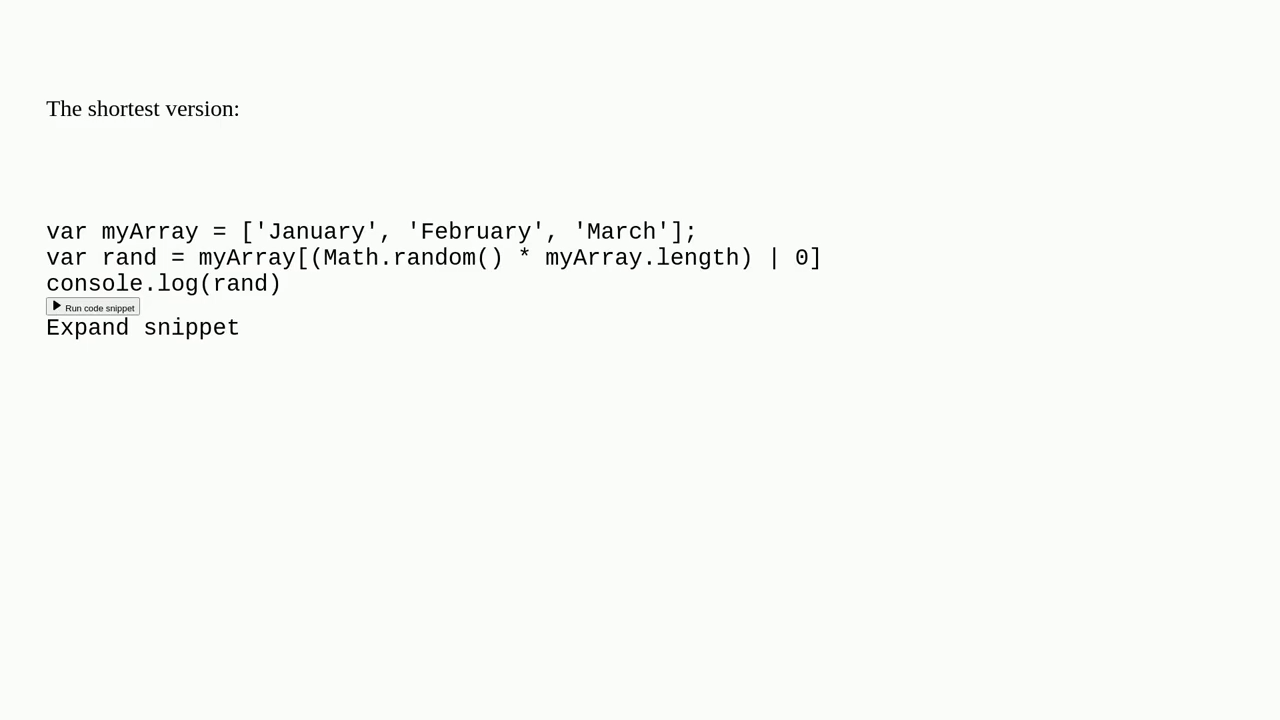 The shortest version:
var myArray = ['January', 'February', 'March'];
var rand = myArray[(Math.random() * myArray.length) | 0]
console.log(rand)
Run code snippet
Expand snippet